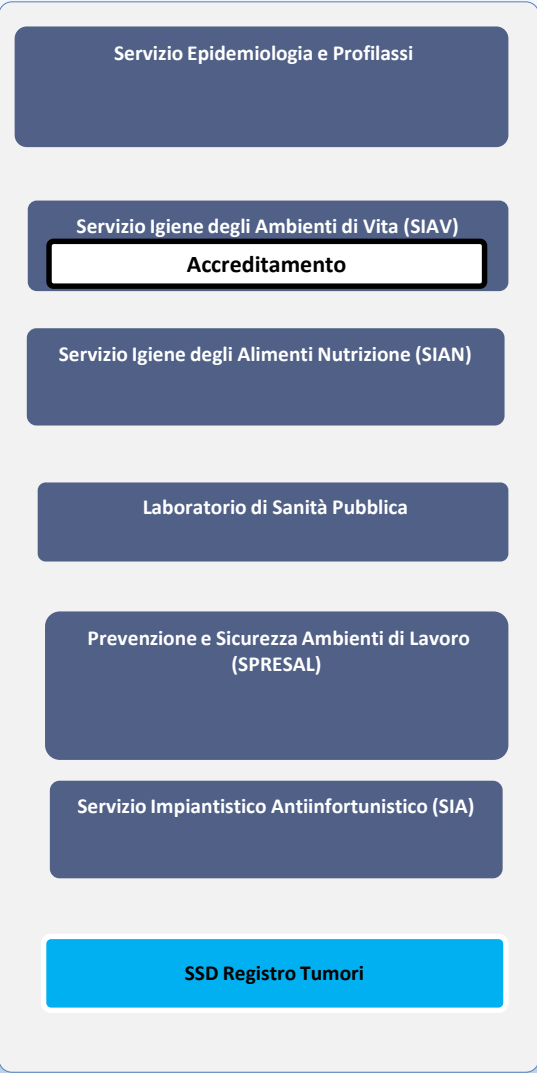 Servizio Epidemiologia e Profilassi
Servizio Igiene degli Ambienti di Vita (SIAV)
Accreditamento
Servizio Igiene degli Alimenti Nutrizione (SIAN)
Laboratorio di Sanità Pubblica
Prevenzione e Sicurezza Ambienti di Lavoro
(SPRESAL)
Servizio Impiantistico Antiinfortunistico (SIA)
SSD Registro Tumori